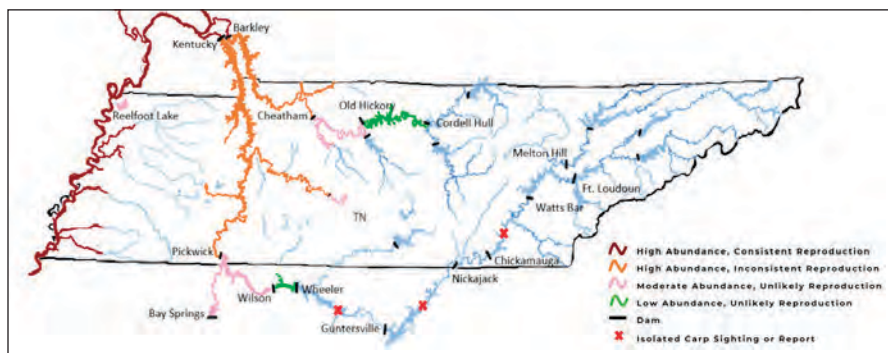 Barkley
Kentucky
Reelfoot Lake
Cheatham
Old Hickory
Cordell Hull
Melton Hill
Ft. Loudoun
TN
Watts Bar
Pickwick
Chickamauga
Nickajack
Wilson
Wheeler
Bay Springs
Guntersville
High Abundance, Consistent Reproduction
High Abundance, Inconsistent Reproduction
Moderate Abundance, Unlikely Reproduction
Low Abundance, Unlikely Reproduction
Dam
Isolated Carp Sighting or Report